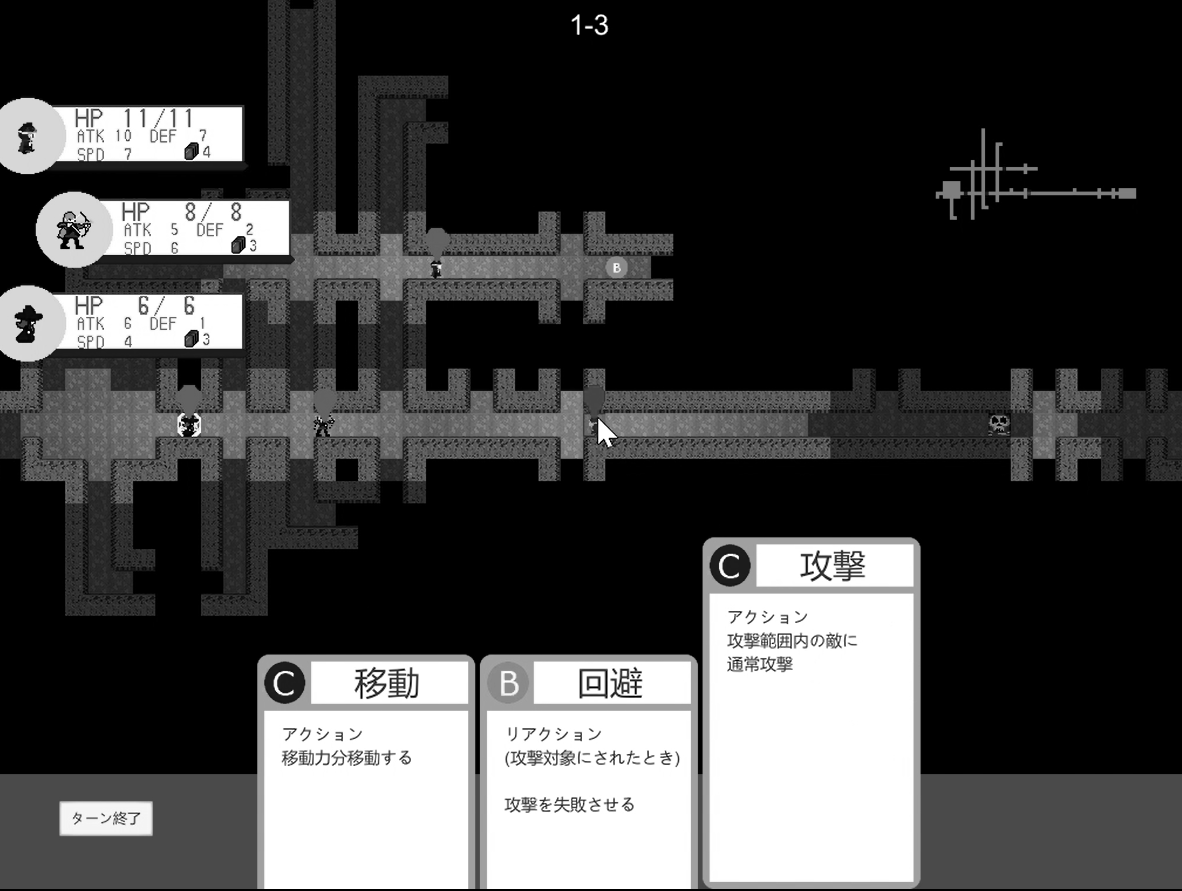 1-3
HP 11/11
ATK 10 DEF 7
SPD 7 4
HP 8/ 8
ATK 5 DEF 2
SPD 6 3
HP 6/ 6
ATK 6 DEF 1
SPD 4 3
B
C 攻撃
アクション
攻撃範囲内の敵に
通常攻撃
C 移動
アクション
移動力分移動する
B 回避
リアクション
(攻撃対象にされたとき)
攻撃を失敗させる
ターン終了